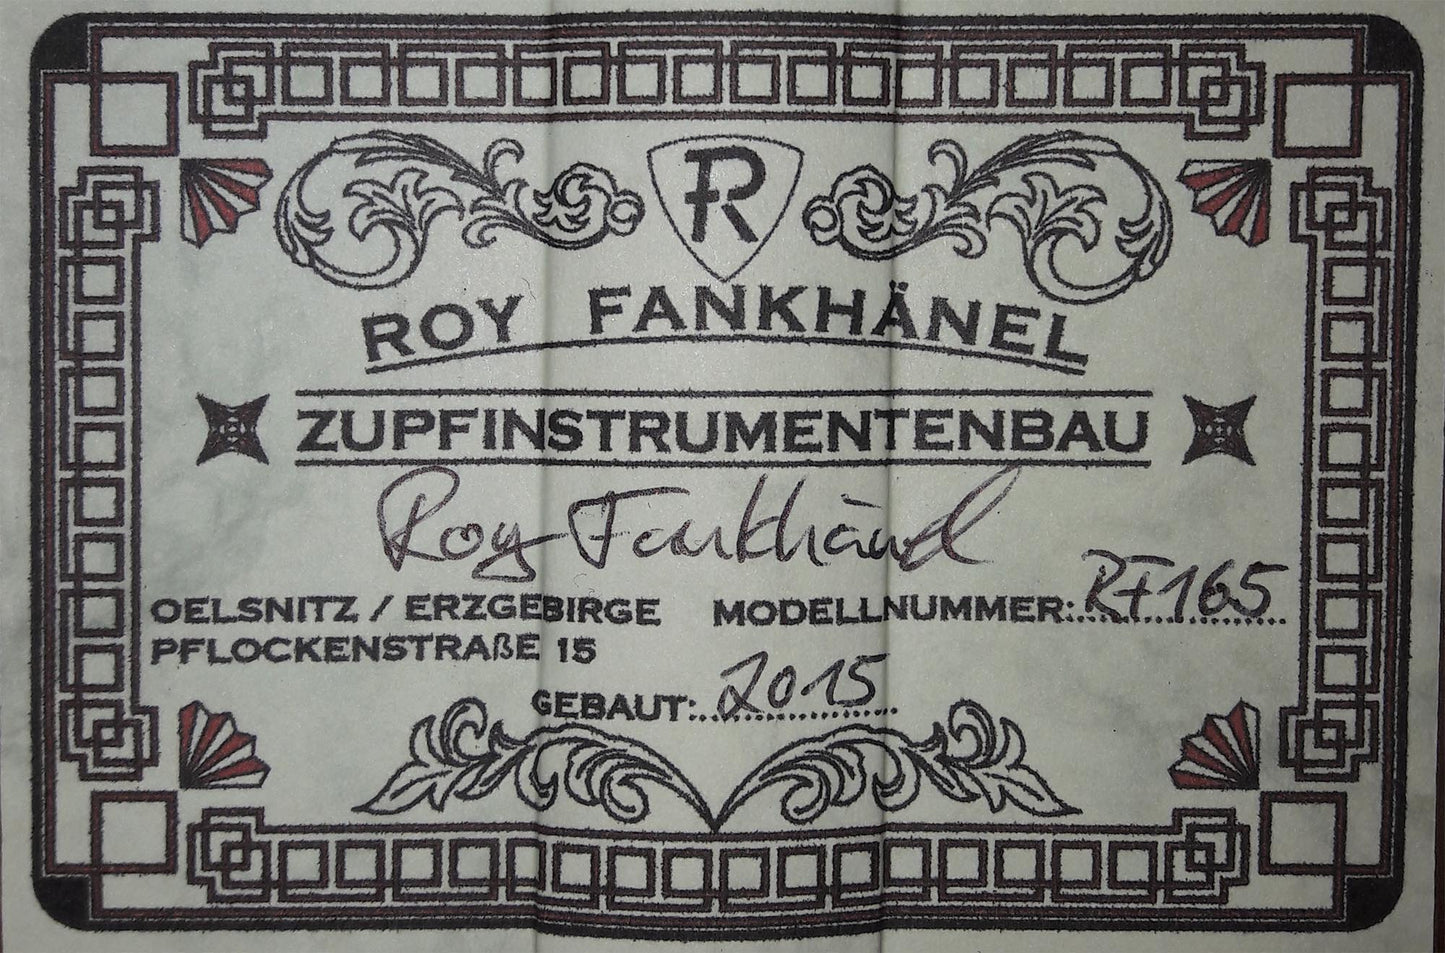 R
ROY FANKHÄNEL
ZUPFINSTRUMENTENBAU
Roy Fankhänel
OELSNITZ / ERZGEBIRGE MODELLNUMMER: RF165
PFLOCKENSTRAßE 15
GEBAUT: 2015